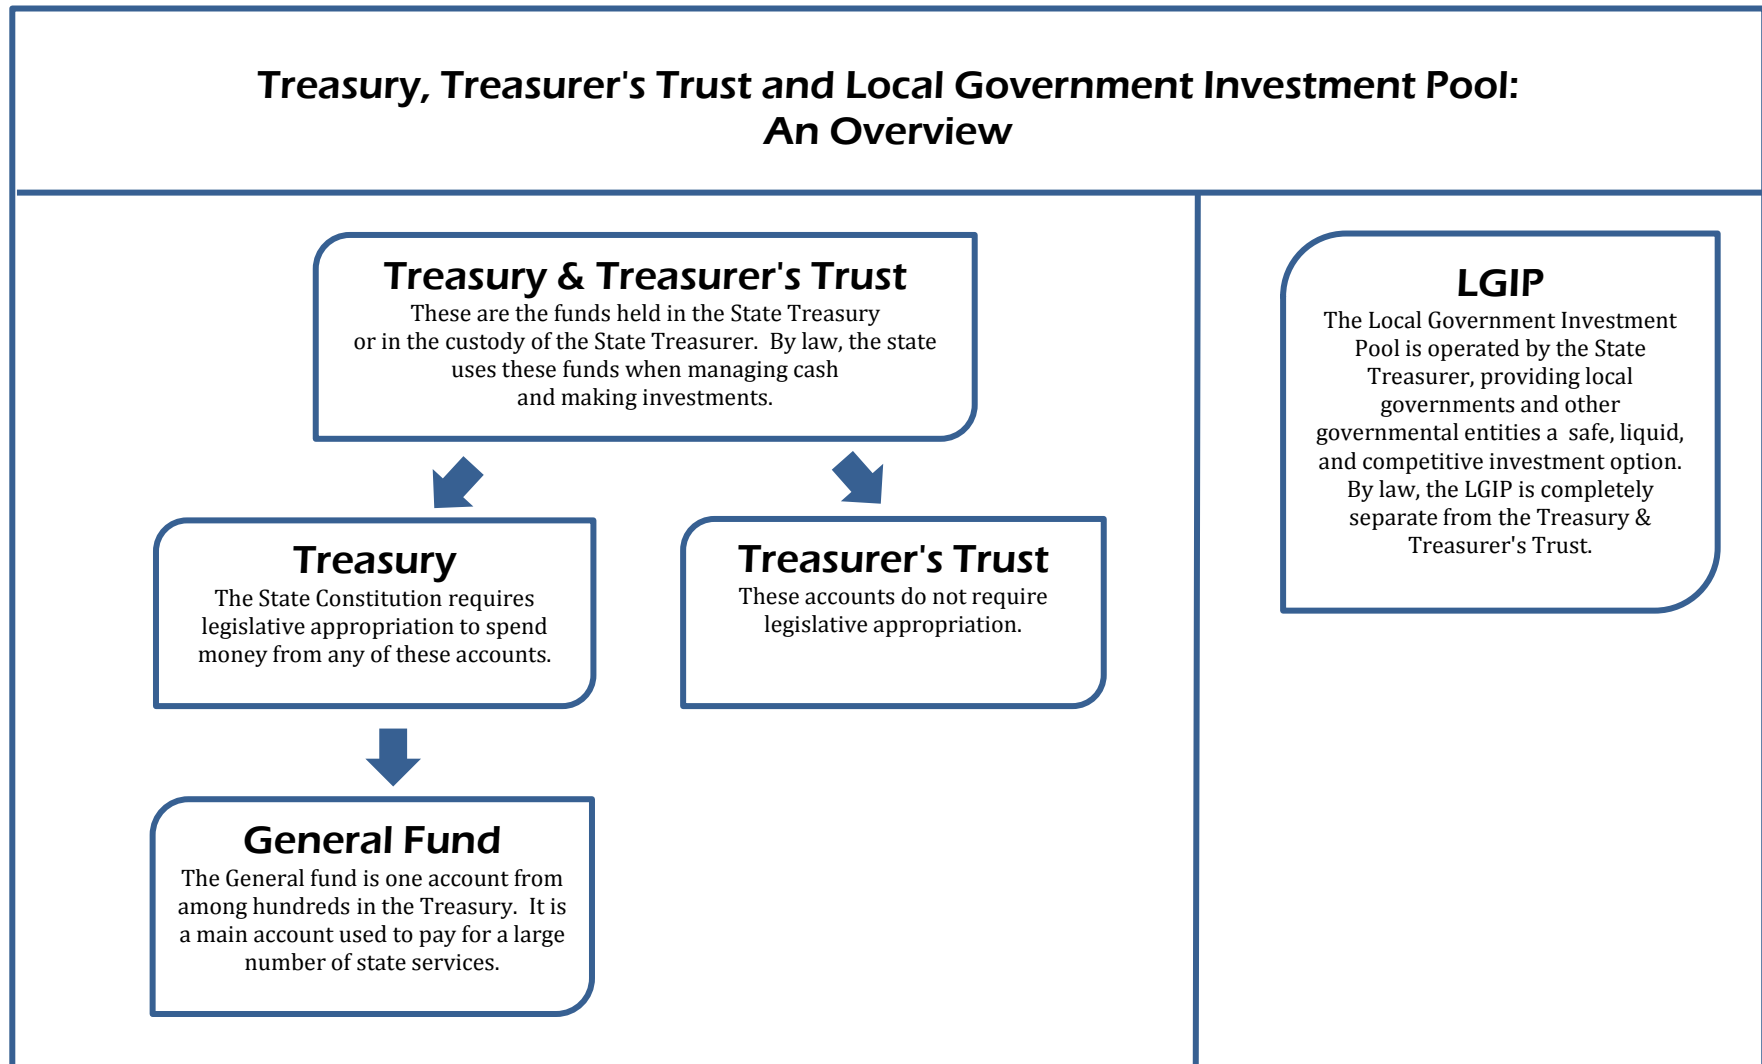 Treasury, Treasurer's Trust and Local Government Investment Pool:
An Overview
Treasury & Treasurer's Trust
These are the funds held in the State Treasury
or in the custody of the State Treasurer.  By law, the state
uses these funds when managing cash
and making investments.
Treasury
The State Constitution requires
legislative appropriation to spend
money from any of these accounts.
Treasurer's Trust
These accounts do not require
legislative appropriation.
General Fund
The General fund is one account from
among hundreds in the Treasury.  It is
a main account used to pay for a large
number of state services.
LGIP
The Local Government Investment
Pool is operated by the State
Treasurer, providing local
governments and other
governmental entities a  safe, liquid,
and competitive investment option.
By law, the LGIP is completely
separate from the Treasury &
Treasurer's Trust.